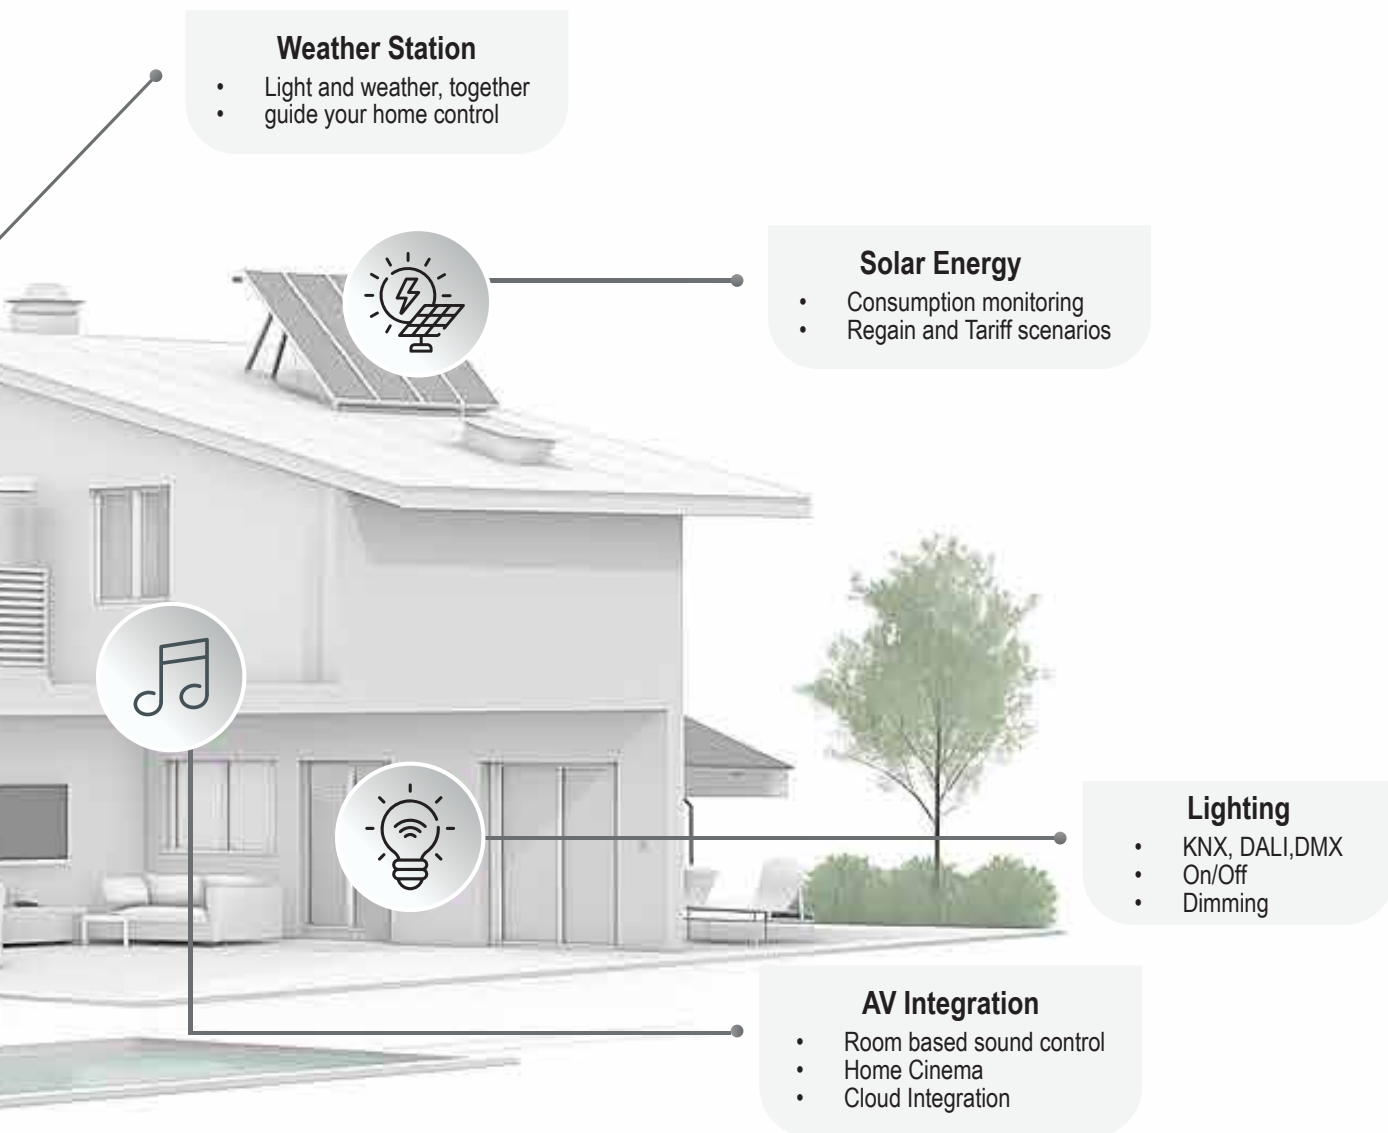 Weather Station
• Light and weather, together
• guide your home control
Solar Energy
• Consumption monitoring
• Regain and Tariff scenarios
Lighting
• KNX, DALI,DMX
• On/Off
• Dimming
AV Integration
• Room based sound control
• Home Cinema
• Cloud Integration